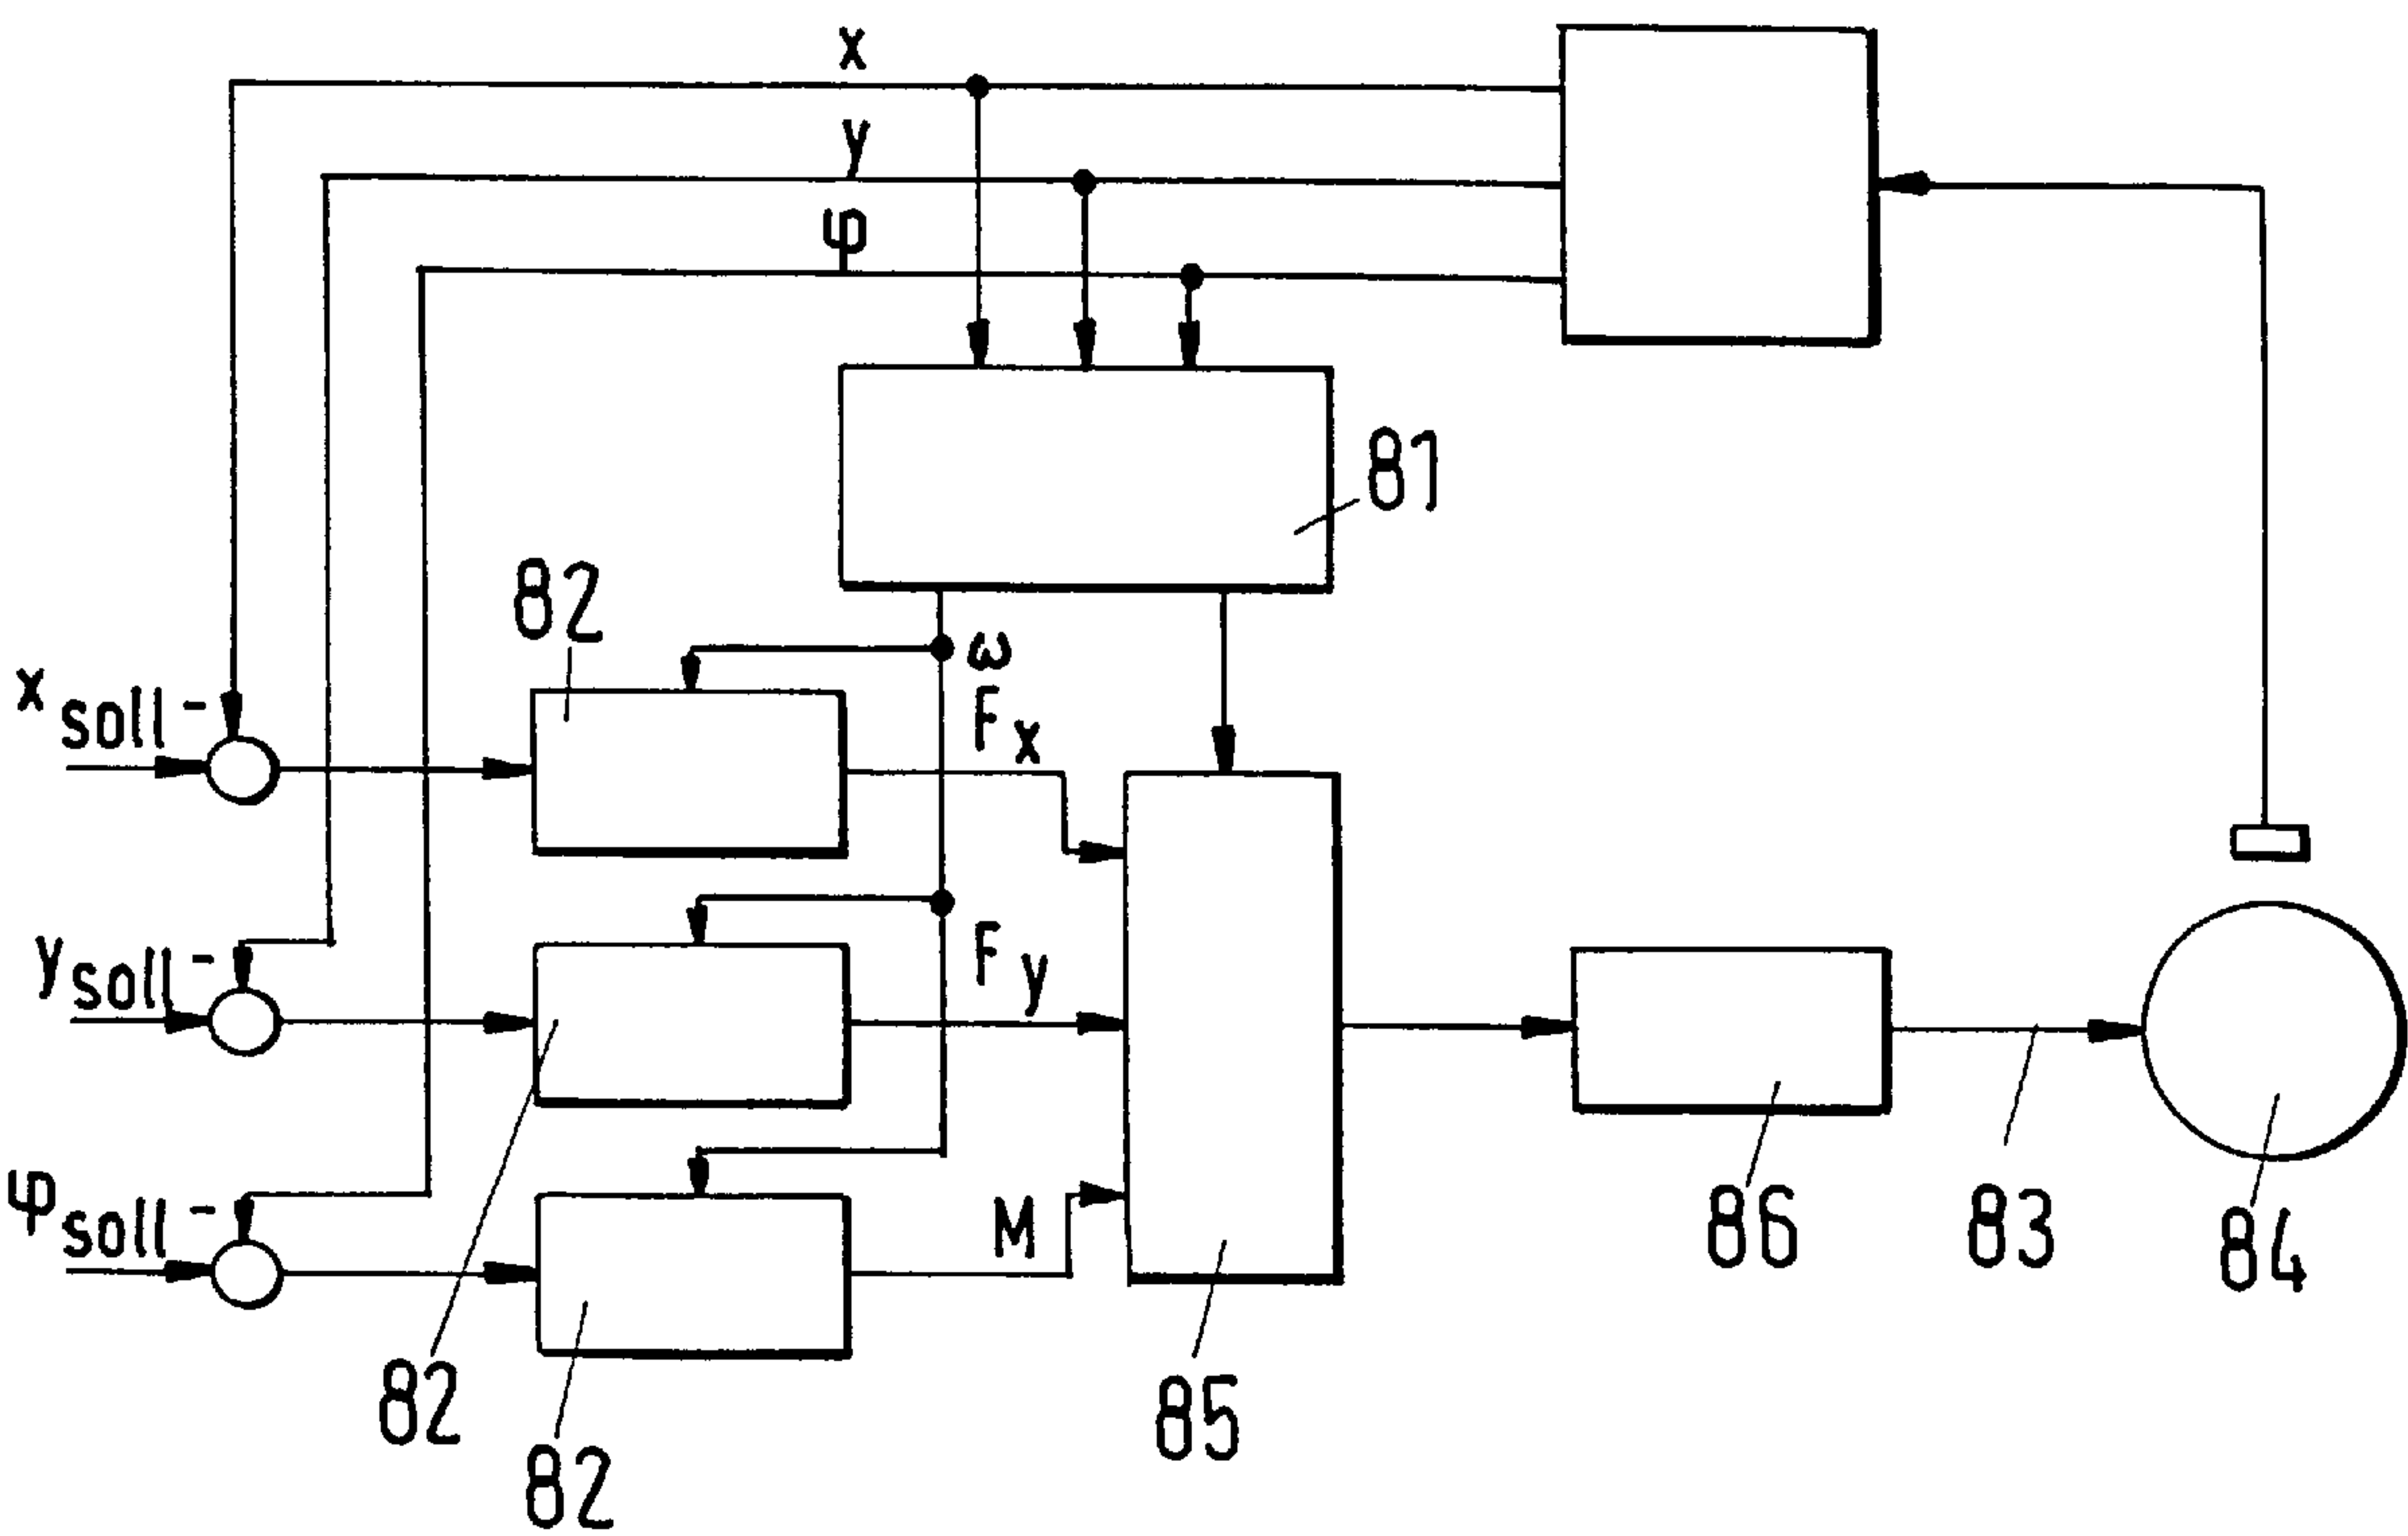 x
y
φ
81
82
ω
F x
x soll -
F y
y soll -
M
φ soll -
86
83
84
82
85
82